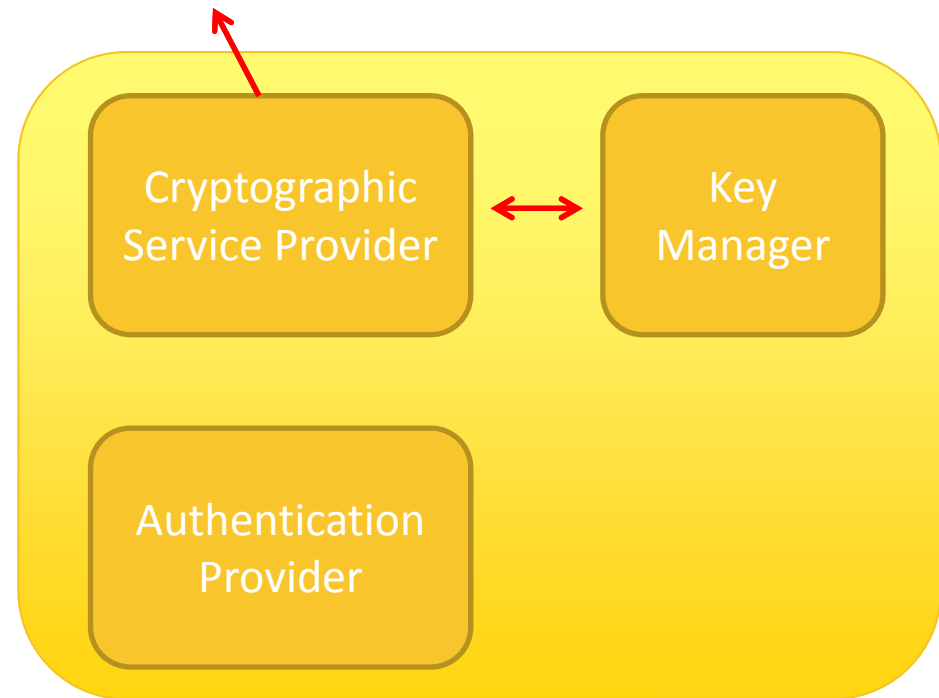 Cryptographic
Service Provider
Key
Manager
Authentication
Provider